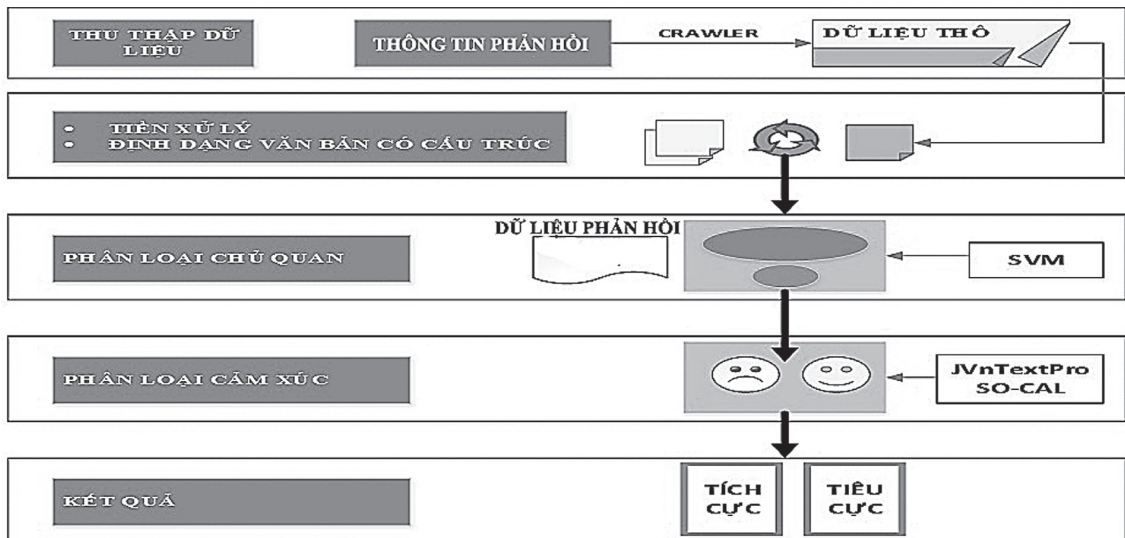 THU THẬP DỮ
LIỆU
THÔNG TIN PHẢN HỒI
CRAWLER
DỮ LIỆU THÔ
• TIỀN XỬ LÝ
• ĐỊNH DẠNG VĂN BẢN CÓ CẤU TRÚC
DỮ LIỆU PHẢN HỒI
PHÂN LOẠI CHỦ QUAN
SVM
PHÂN LOẠI CẢM XÚC
JVnTextPro
SO-CAL
KẾT QUẢ
TÍCH
CỰC
TIÊU
CỰC